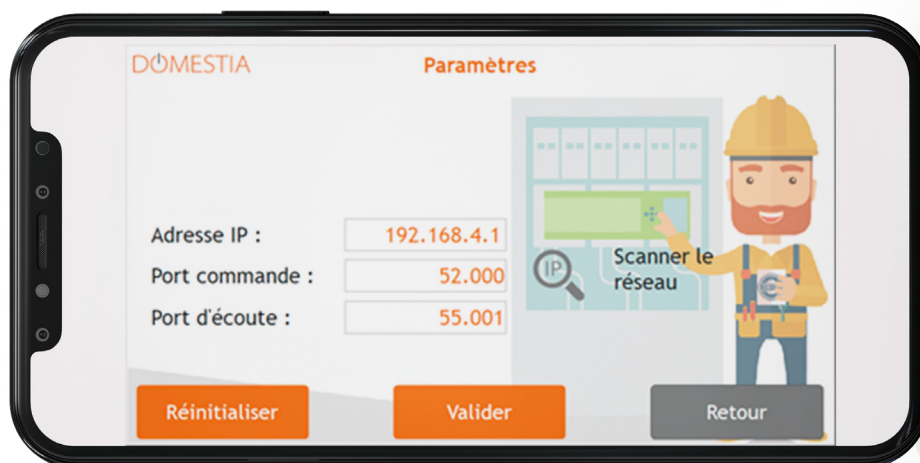 DOMESTIA
Paramètres
Adresse IP : 192.168.4.1
Port commande : 52.000
Port d'écoute : 55.001
IP
Scanner le
réseau
Réinitialiser
Valider
Retour